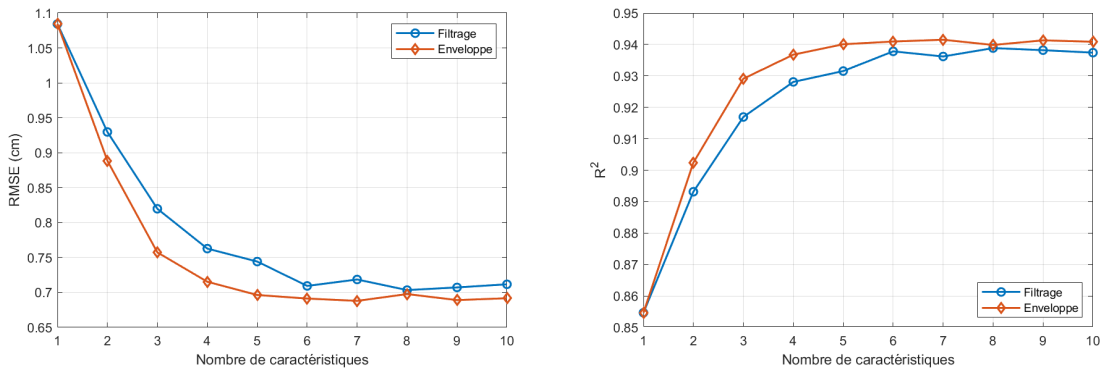 1.1
1.05
1
0.95
0.9
0.85
0.8
0.75
0.7
0.65
RMSE (cm)
Filtrage
Enveloppe
1 2 3 4 5 6 7 8 9 10
Nombre de caractéristiques
0.95
0.94
0.93
0.92
0.91
0.9
0.89
0.88
0.87
0.86
0.85
R²
Filtrage
Enveloppe
1 2 3 4 5 6 7 8 9 10
Nombre de caractéristiques